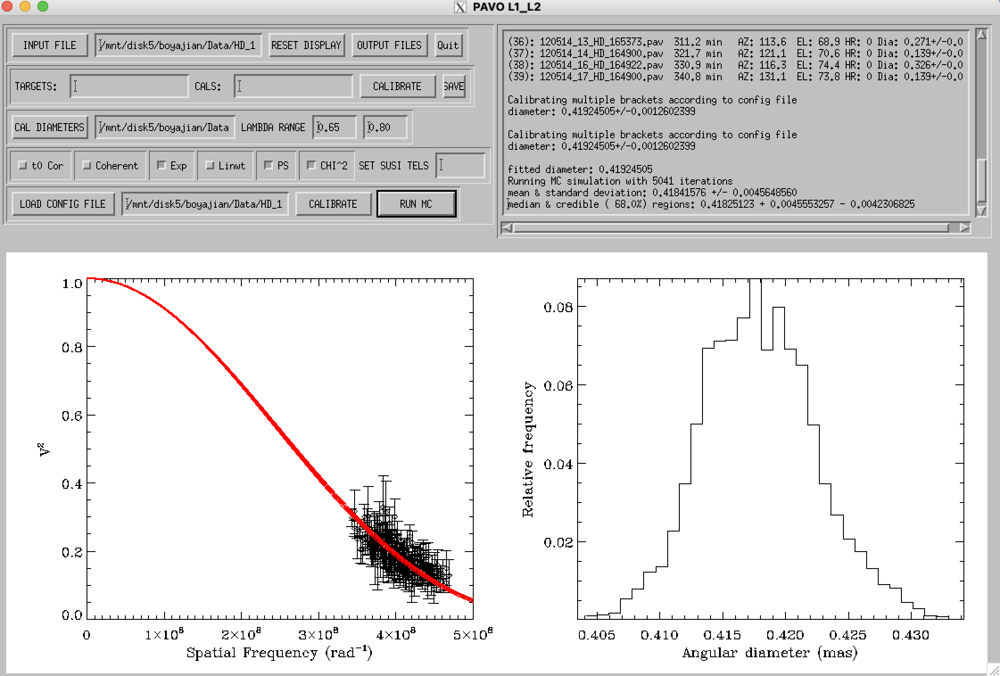 PAVO L1_L2
INPUT FILE /mnt/disk5/boyajian/Data/HD_1 RESET DISPLAY OUTPUT FILES Quit
TARGETS: CALS: CALIBRATE SAVE
CAL DIAMETERS /mnt/disk5/boyajian/Data LAMBDA RANGE 0.65 0.80
t0 Cor Coherent Exp Linwt PS CHI^2 SET SUSI TELS
LOAD CONFIG FILE /mnt/disk5/boyajian/Data/HD_1 CALIBRATE RUN MC
(36): 120514_13_HD_165373.pav 311.2 min AZ: 113.6 EL: 68.9 HR: 0 Dia: 0.271+/-0.0
(37): 120514_14_HD_164900.pav 321.7 min AZ: 121.1 EL: 70.6 HR: 0 Dia: 0.139+/-0.0
(38): 120514_16_HD_164922.pav 330.9 min AZ: 116.3 EL: 74.4 HR: 0 Dia: 0.326+/-0.0
(39): 120514_17_HD_164900.pav 340.8 min AZ: 131.1 EL: 73.8 HR: 0 Dia: 0.139+/-0.0
Calibrating multiple brackets according to config file
diameter: 0.41924505+/-0.0012602399
Calibrating multiple brackets according to config file
diameter: 0.41924505+/-0.0012602399
fitted diameter: 0.41924505
Running MC simulation with 5041 iterations
mean & standard deviation: 0.41841576 +/- 0.0045648560
median & credible ( 68.0%) regions: 0.41825123 + 0.0045553257 - 0.0042306825
1.0
0.8
0.6
V²
0.4
0.2
0.0
0 1×10⁸ 2×10⁸ 3×10⁸ 4×10⁸ 5×10⁸
Spatial Frequency (rad⁻¹)
0.08
0.06
Relative frequency
0.04
0.02
0.405 0.410 0.415 0.420 0.425 0.430
Angular diameter (mas)